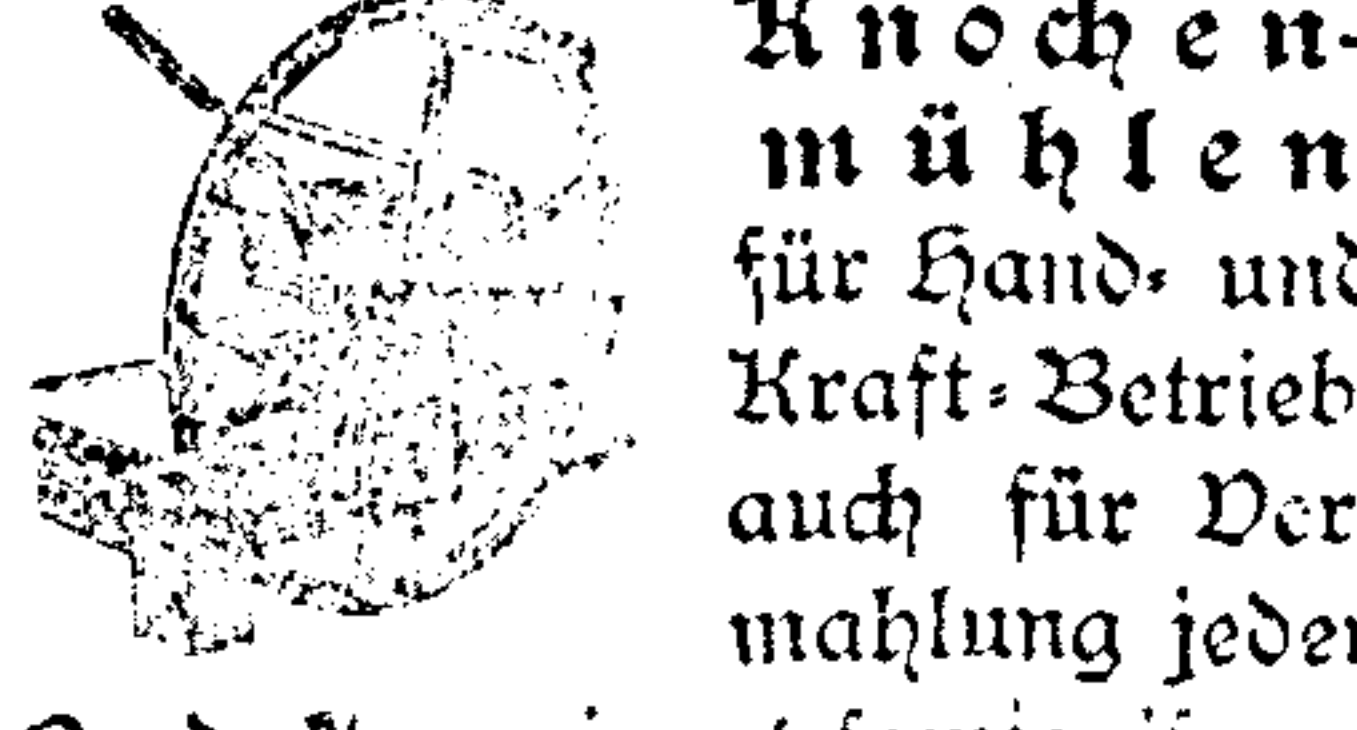 Knochen-
mühlen
für Hand- und
Kraft-Betrieb
auch für Ver
mahlung jeder